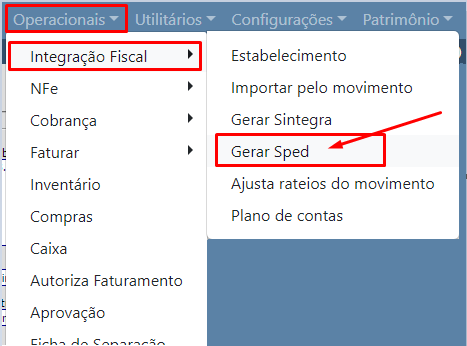 Operacionais Utilitários Configurações Patrimônio
Integração Fiscal
NFe
Cobrança
Faturar
Inventário
Compras
Caixa
Autoriza Faturamento
Aprovação
Ficha de Separação
Estabelecimento
Importar pelo movimento
Gerar Sintegra
Gerar Sped
Ajusta rateios do movimento
Plano de contas